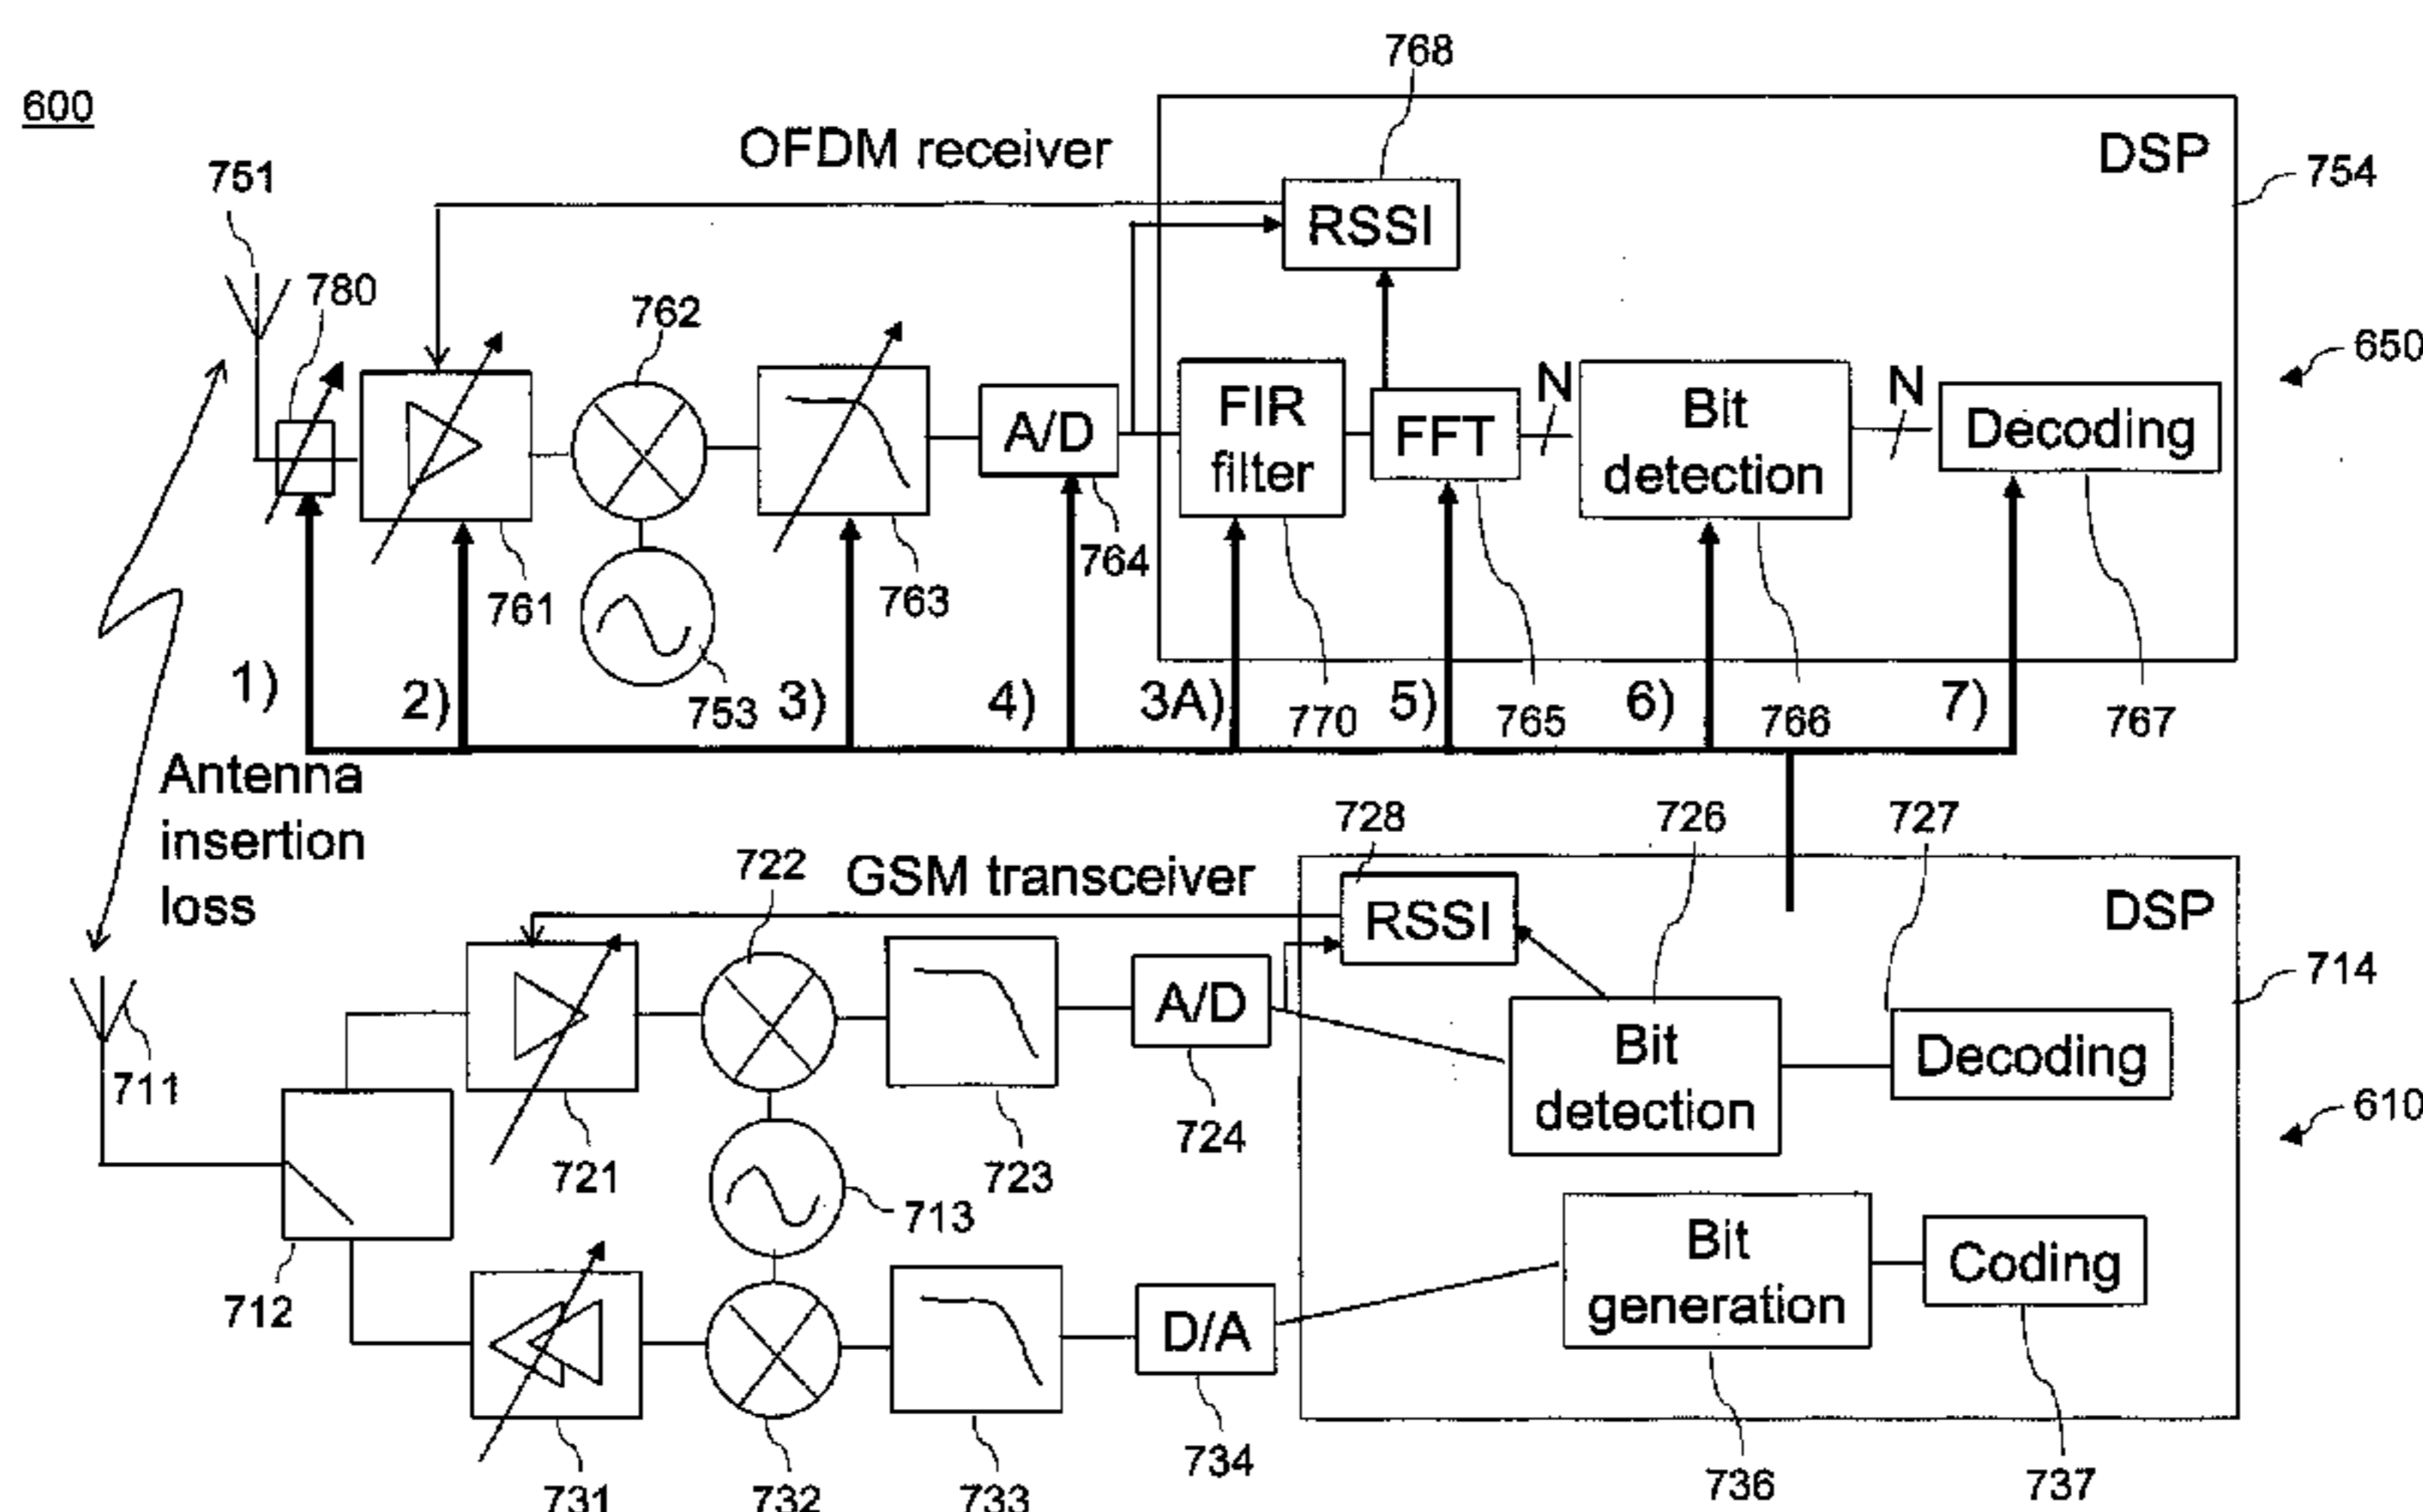 768
600
OFDM receiver
DSP
754
751
RSSI
780
762
650
FIR
filter
FFT
N
Bit
detection
N
Decoding
A/D
764
761
763
753
1)
2)
3)
4)
3A)
770
5)
765
6)
766
7)
767
Antenna
insertion
loss
728
726
727
722
GSM transceiver
RSSI
DSP
714
A/D
Bit
detection
Decoding
711
610
721
723
724
713
712
Bit
generation
Coding
D/A
734
736
737
731
732
733